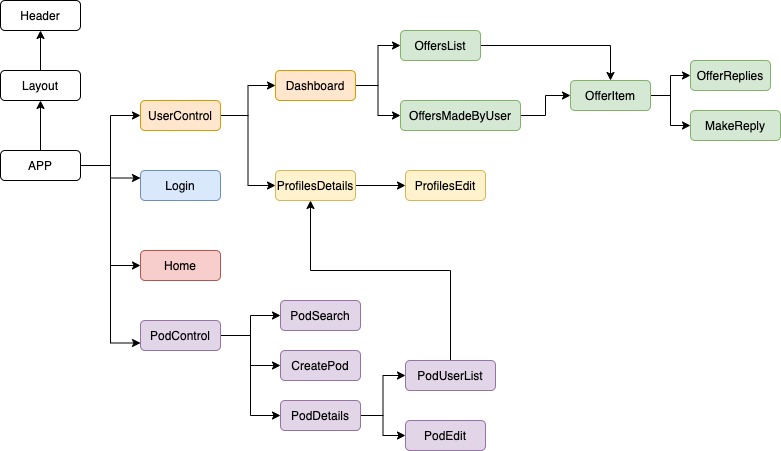 Header
Layout
APP
UserControl
Login
Home
PodControl
Dashboard
ProfilesDetails
ProfilesEdit
OffersList
OffersMadeByUser
OfferItem
OfferReplies
MakeReply
PodSearch
CreatePod
PodDetails
PodUserList
PodEdit